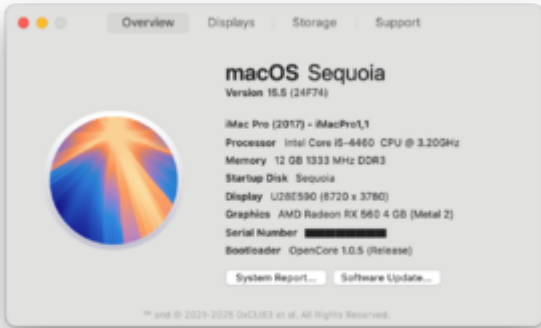 Overview Displays Storage Support
macOS Sequoia
Version 15.5 (24F74)
iMac Pro (2017) - iMacPro1,1
Processor Intel Core i5-4460 CPU @ 3.20GHz
Memory 12 GB 1333 MHz DDR3
Startup Disk Sequoia
Display U28E590 (6720 x 3780)
Graphics AMD Radeon RX 560 4 GB (Metal 2)
Serial Number
Bootloader OpenCore 1.0.5 (Release)
System Report... Software Update...
™ and © 2021-2025 0xCUB3 et al. All Rights Reserved.